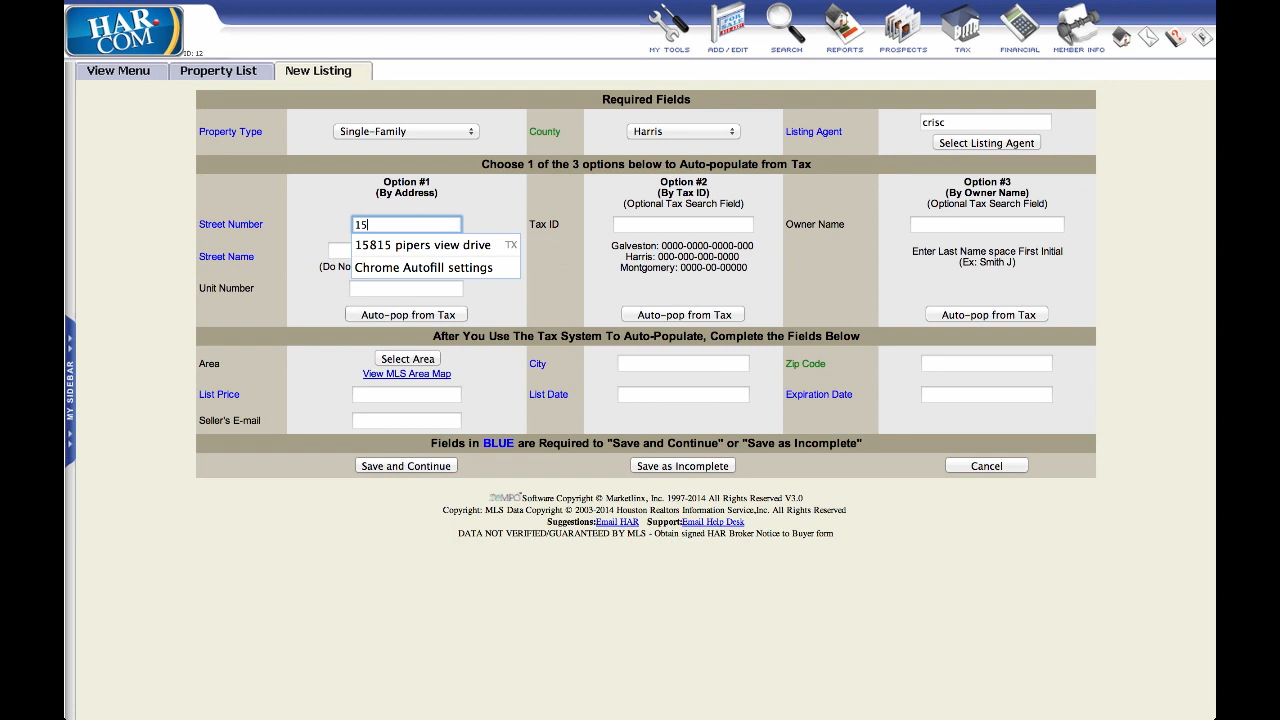 HAR.
COM
ID: 12
MY TOOLS
ADD / EDIT
SEARCH
REPORTS
PROSPECTS
TAX
FINANCIAL
MEMBER INFO
FOR
SALE
View Menu
Property List
New Listing
Required Fields
Property Type
Single-Family
County
Harris
Listing Agent
crisc
Select Listing Agent
Choose 1 of the 3 options below to Auto-populate from Tax
Option #1
(By Address)
Option #2
(By Tax ID)
(Optional Tax Search Field)
Option #3
(By Owner Name)
(Optional Tax Search Field)
Street Number
15
Tax ID
Owner Name
15815 pipers view drive TX
Chrome Autofill settings
Street Name
(Do No
Galveston: 0000-0000-0000-000
Harris: 000-000-000-0000
Montgomery: 0000-00-00000
Enter Last Name space First Initial
(Ex: Smith J)
Unit Number
Auto-pop from Tax
Auto-pop from Tax
Auto-pop from Tax
After You Use The Tax System To Auto-Populate, Complete the Fields Below
Area
Select Area
View MLS Area Map
City
Zip Code
List Price
List Date
Expiration Date
Seller's E-mail
Fields in BLUE are Required to "Save and Continue" or "Save as Incomplete"
Save and Continue
Save as Incomplete
Cancel
MY SIDEBAR
Software Copyright © Marketlinx, Inc. 1997-2014 All Rights Reserved V3.0
Copyright: MLS Data Copyright © 2003-2014 Houston Realtors Information Service,Inc. All Rights Reserved
Suggestions:Email HAR Support:Email Help Desk
DATA NOT VERIFIED/GUARANTEED BY MLS - Obtain signed HAR Broker Notice to Buyer form